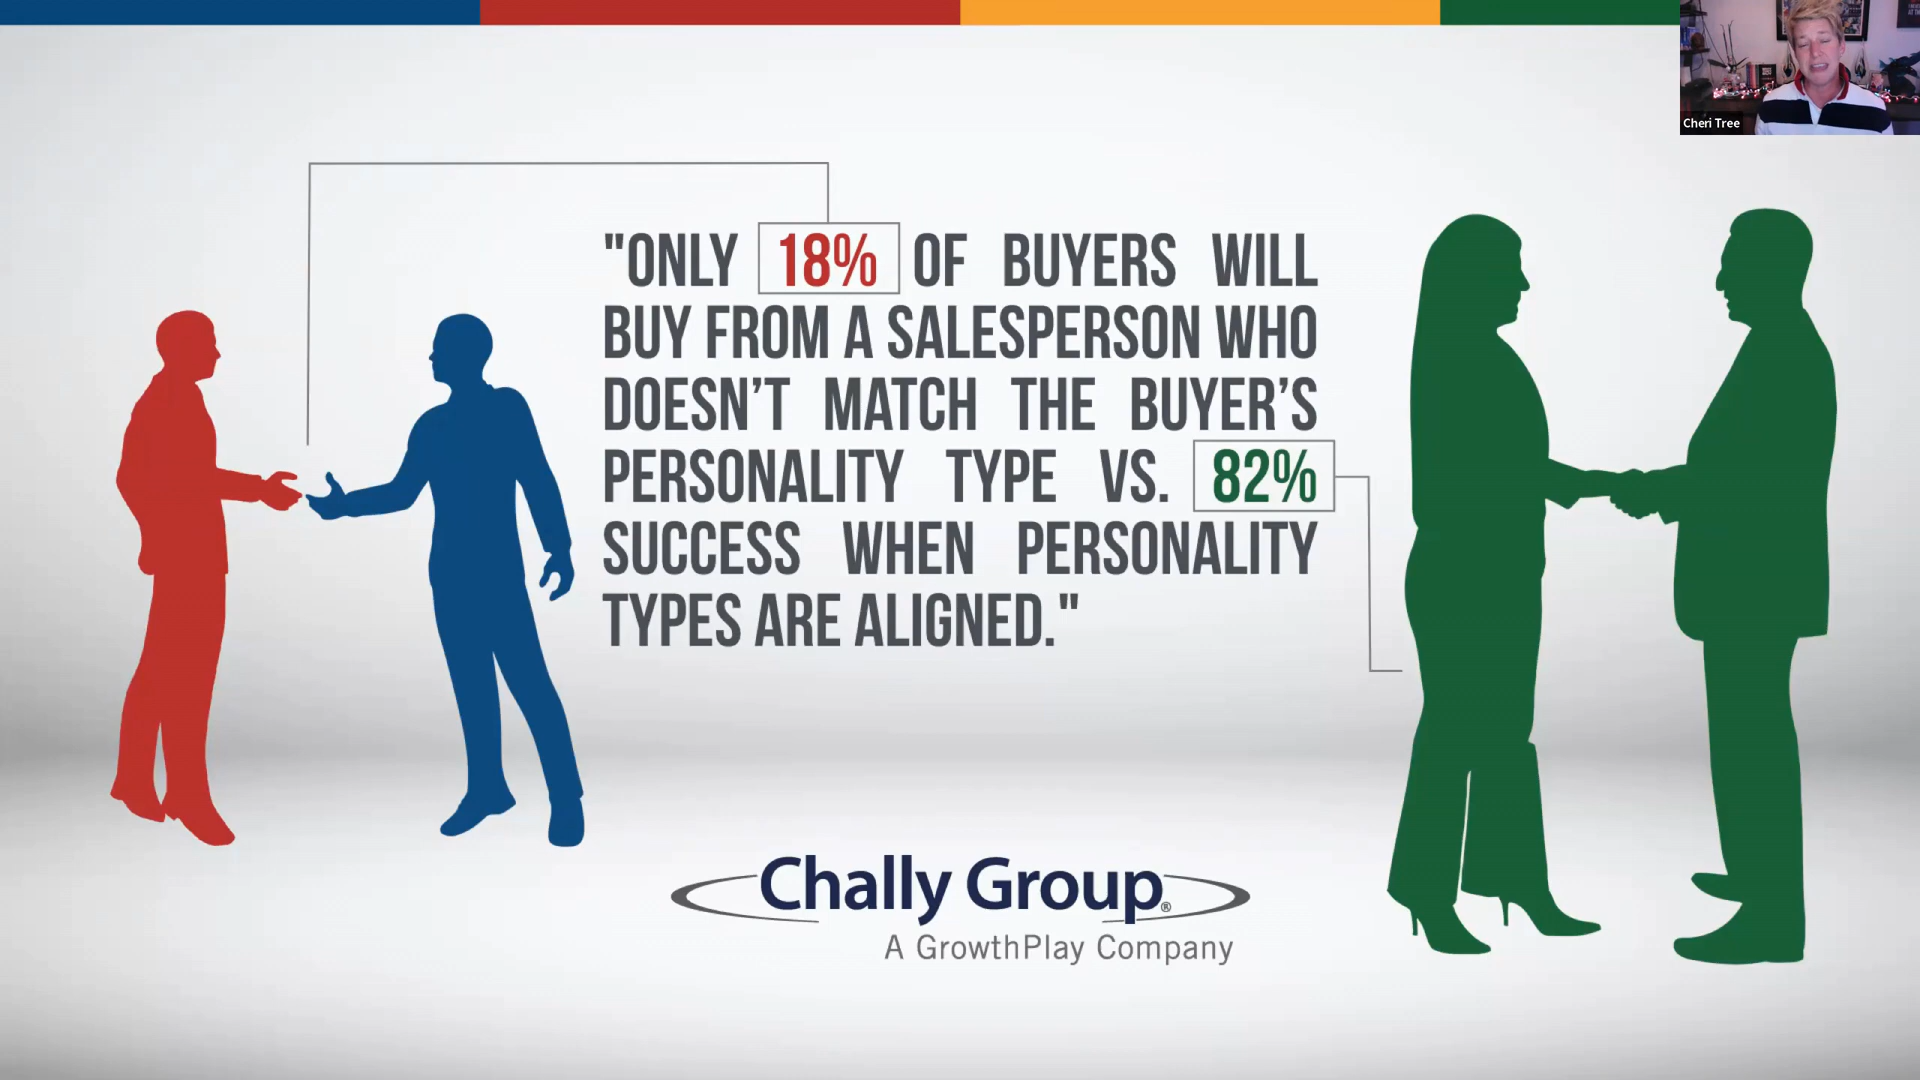 Cheri Tree
"ONLY 18% OF BUYERS WILL
BUY FROM A SALESPERSON WHO
DOESN’T MATCH THE BUYER’S
PERSONALITY TYPE VS. 82%
SUCCESS WHEN PERSONALITY
TYPES ARE ALIGNED."
Chally Group®
A GrowthPlay Company